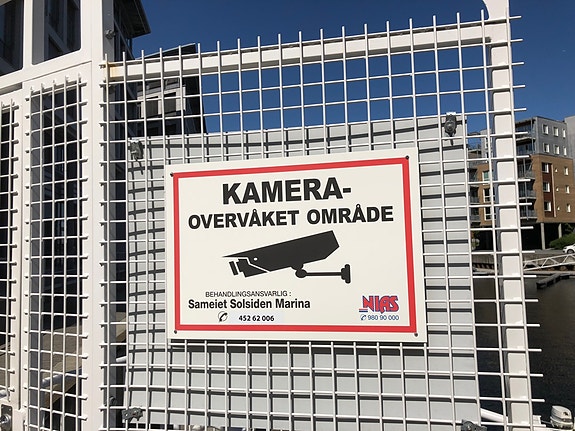 KAMERA-
OVERVÅKET OMRÅDE
BEHANDLINGSANSVARLIG :
Sameiet Solsiden Marina
452 62 006
NIAS
980 90 000